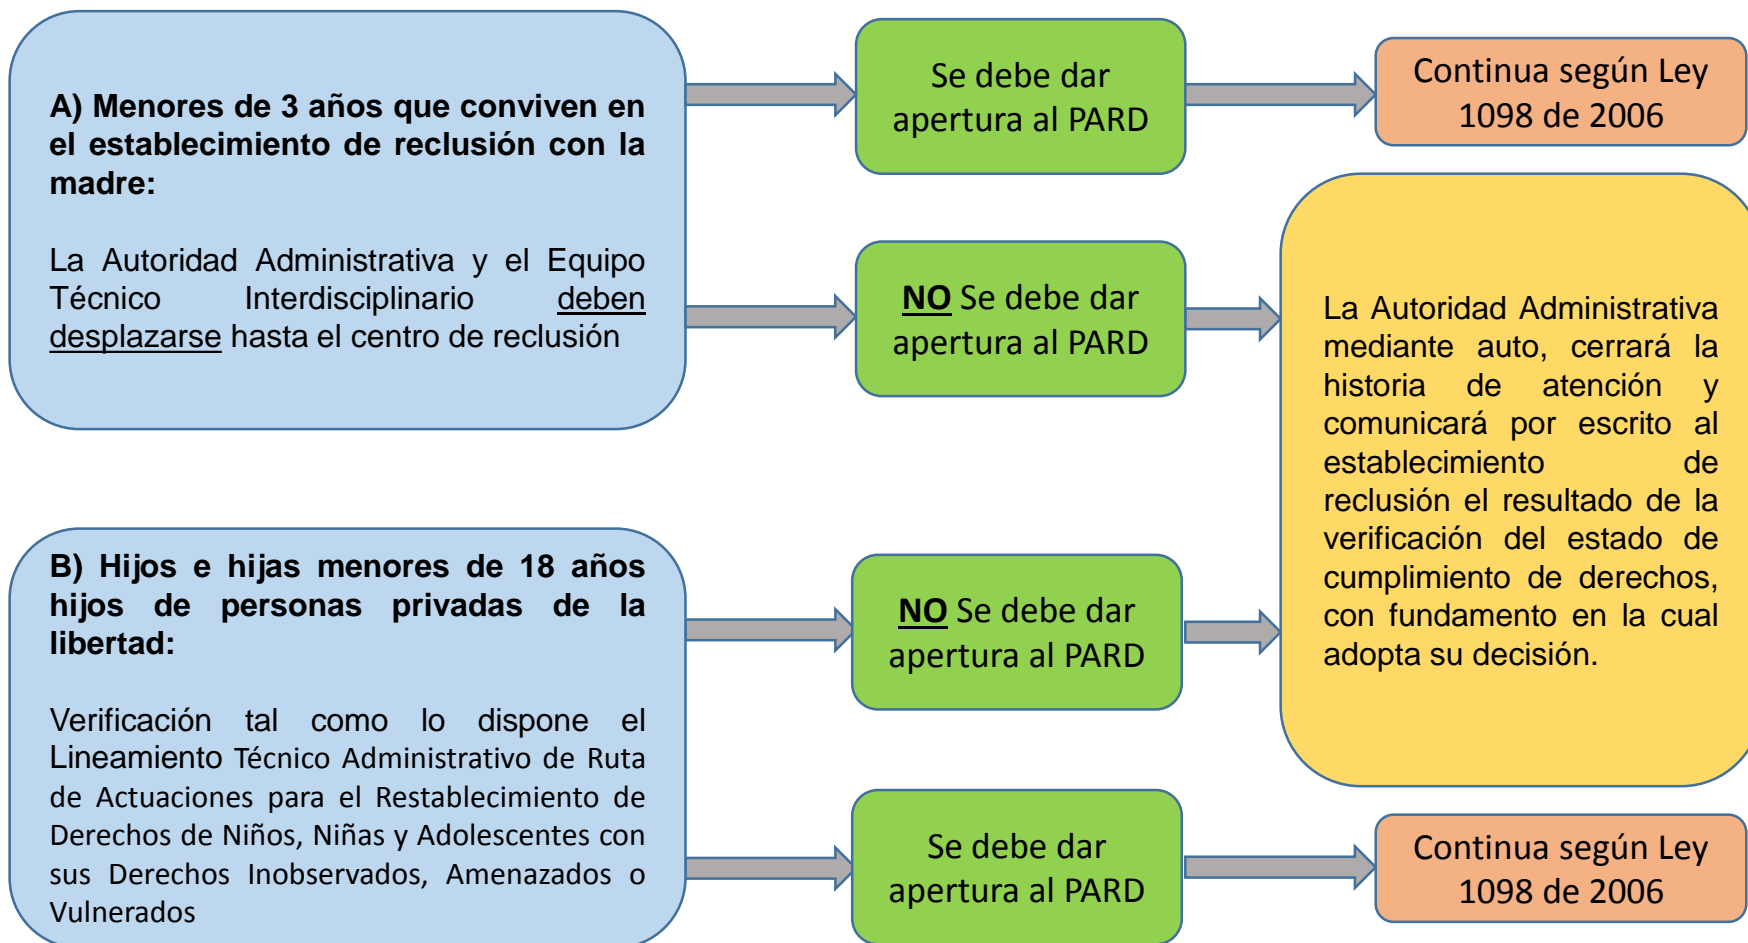 A) Menores de 3 años que conviven en
el establecimiento de reclusión con la
madre:
La Autoridad Administrativa y el Equipo
Técnico Interdisciplinario deben
desplazarse hasta el centro de reclusión
Se debe dar
apertura al PARD
Continua según Ley
1098 de 2006
NO Se debe dar
apertura al PARD
La Autoridad Administrativa
mediante auto, cerrará la
historia de atención y
comunicará por escrito al
establecimiento de
reclusión el resultado de la
verificación del estado de
cumplimiento de derechos,
con fundamento en la cual
adopta su decisión.
B) Hijos e hijas menores de 18 años
hijos de personas privadas de la
libertad:
Verificación tal como lo dispone el
Lineamiento Técnico Administrativo de Ruta
de Actuaciones para el Restablecimiento de
Derechos de Niños, Niñas y Adolescentes con
sus Derechos Inobservados, Amenazados o
Vulnerados
NO Se debe dar
apertura al PARD
Se debe dar
apertura al PARD
Continua según Ley
1098 de 2006